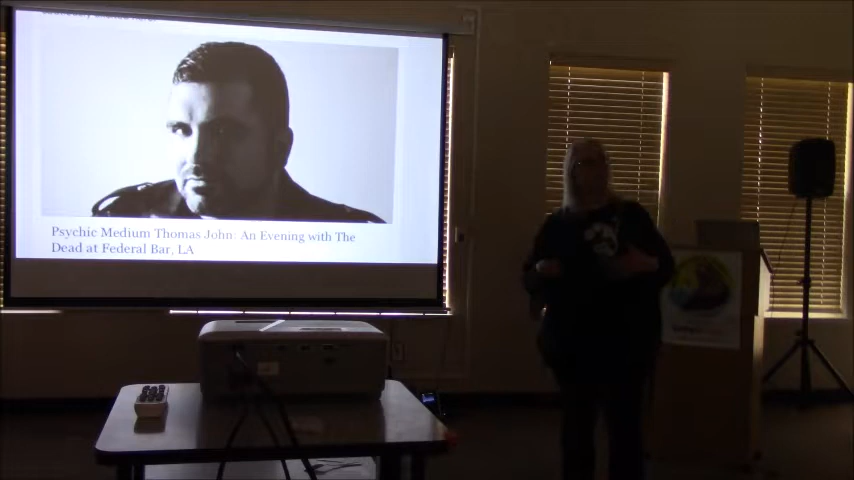 Psychic Medium Thomas John: An Evening with The
Dead at Federal Bar, LA